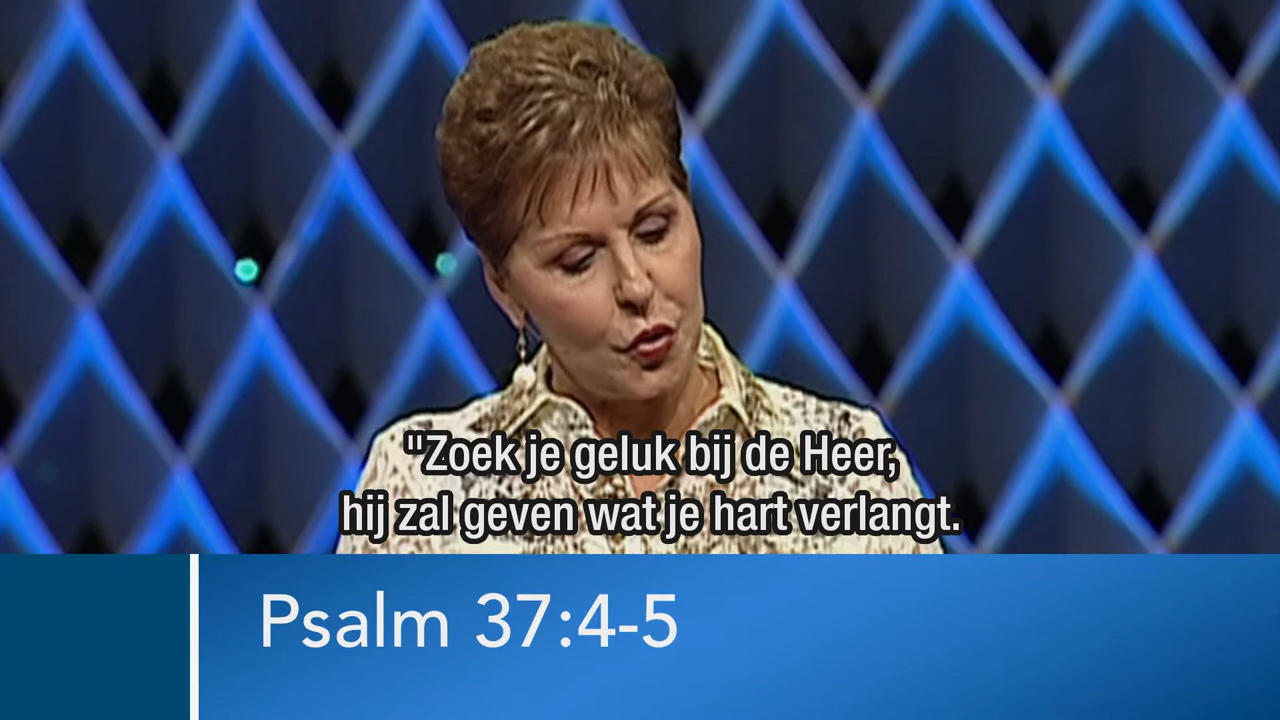 "Zoek je geluk bij de Heer,
hij zal geven wat je hart verlangt.
Psalm 37:4-5